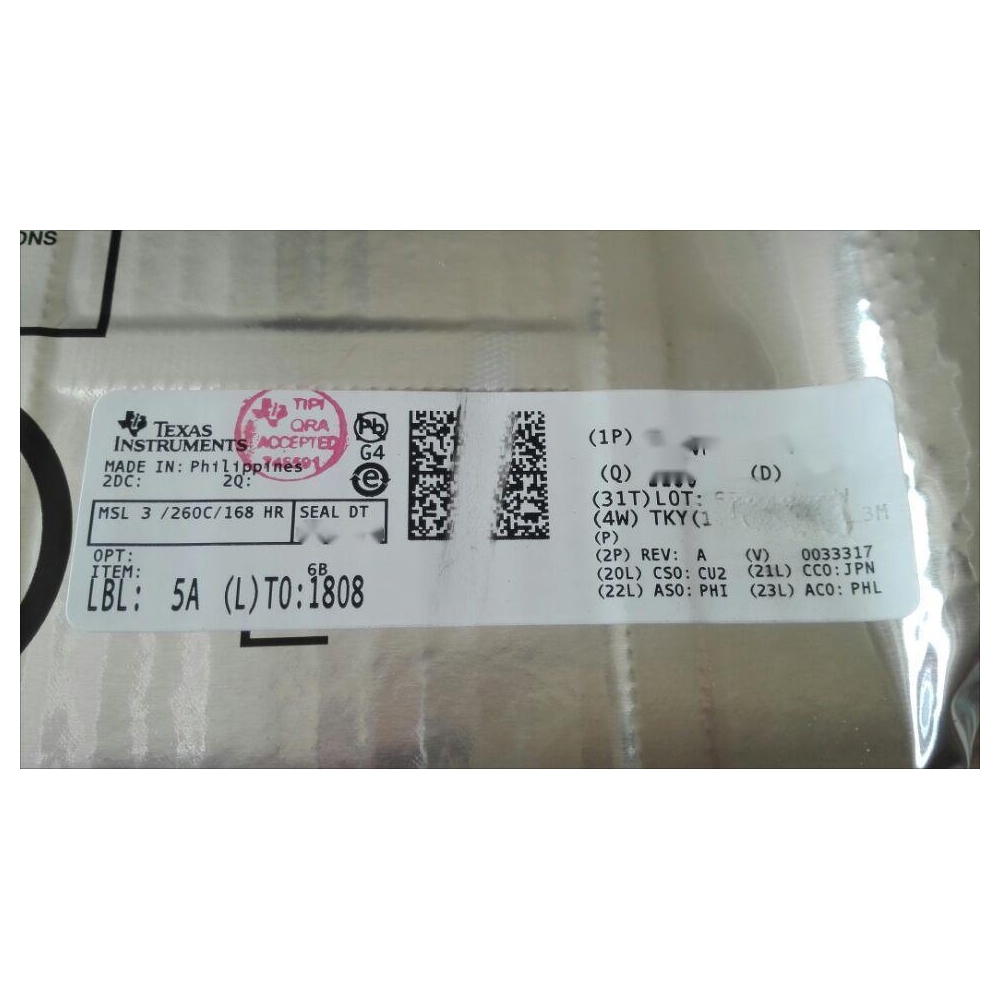 ONS
TEXAS
INSTRUMENTS
TIPI
QRA
ACCEPTED
Pb
G4
e
MADE IN: Philippines
2DC: 2Q:
MSL 3 /260C/168 HR SEAL DT
OPT:
ITEM:
6B
LBL: 5A (L)TO:1808
(1P)
(Q) (D)
(31T)LOT:
(4W) TKY(1 3M
(P)
(2P) REV: A (V) 0033317
(20L) CSO: CU2 (21L) CCO:JPN
(22L) ASO: PHI (23L) ACO: PHL